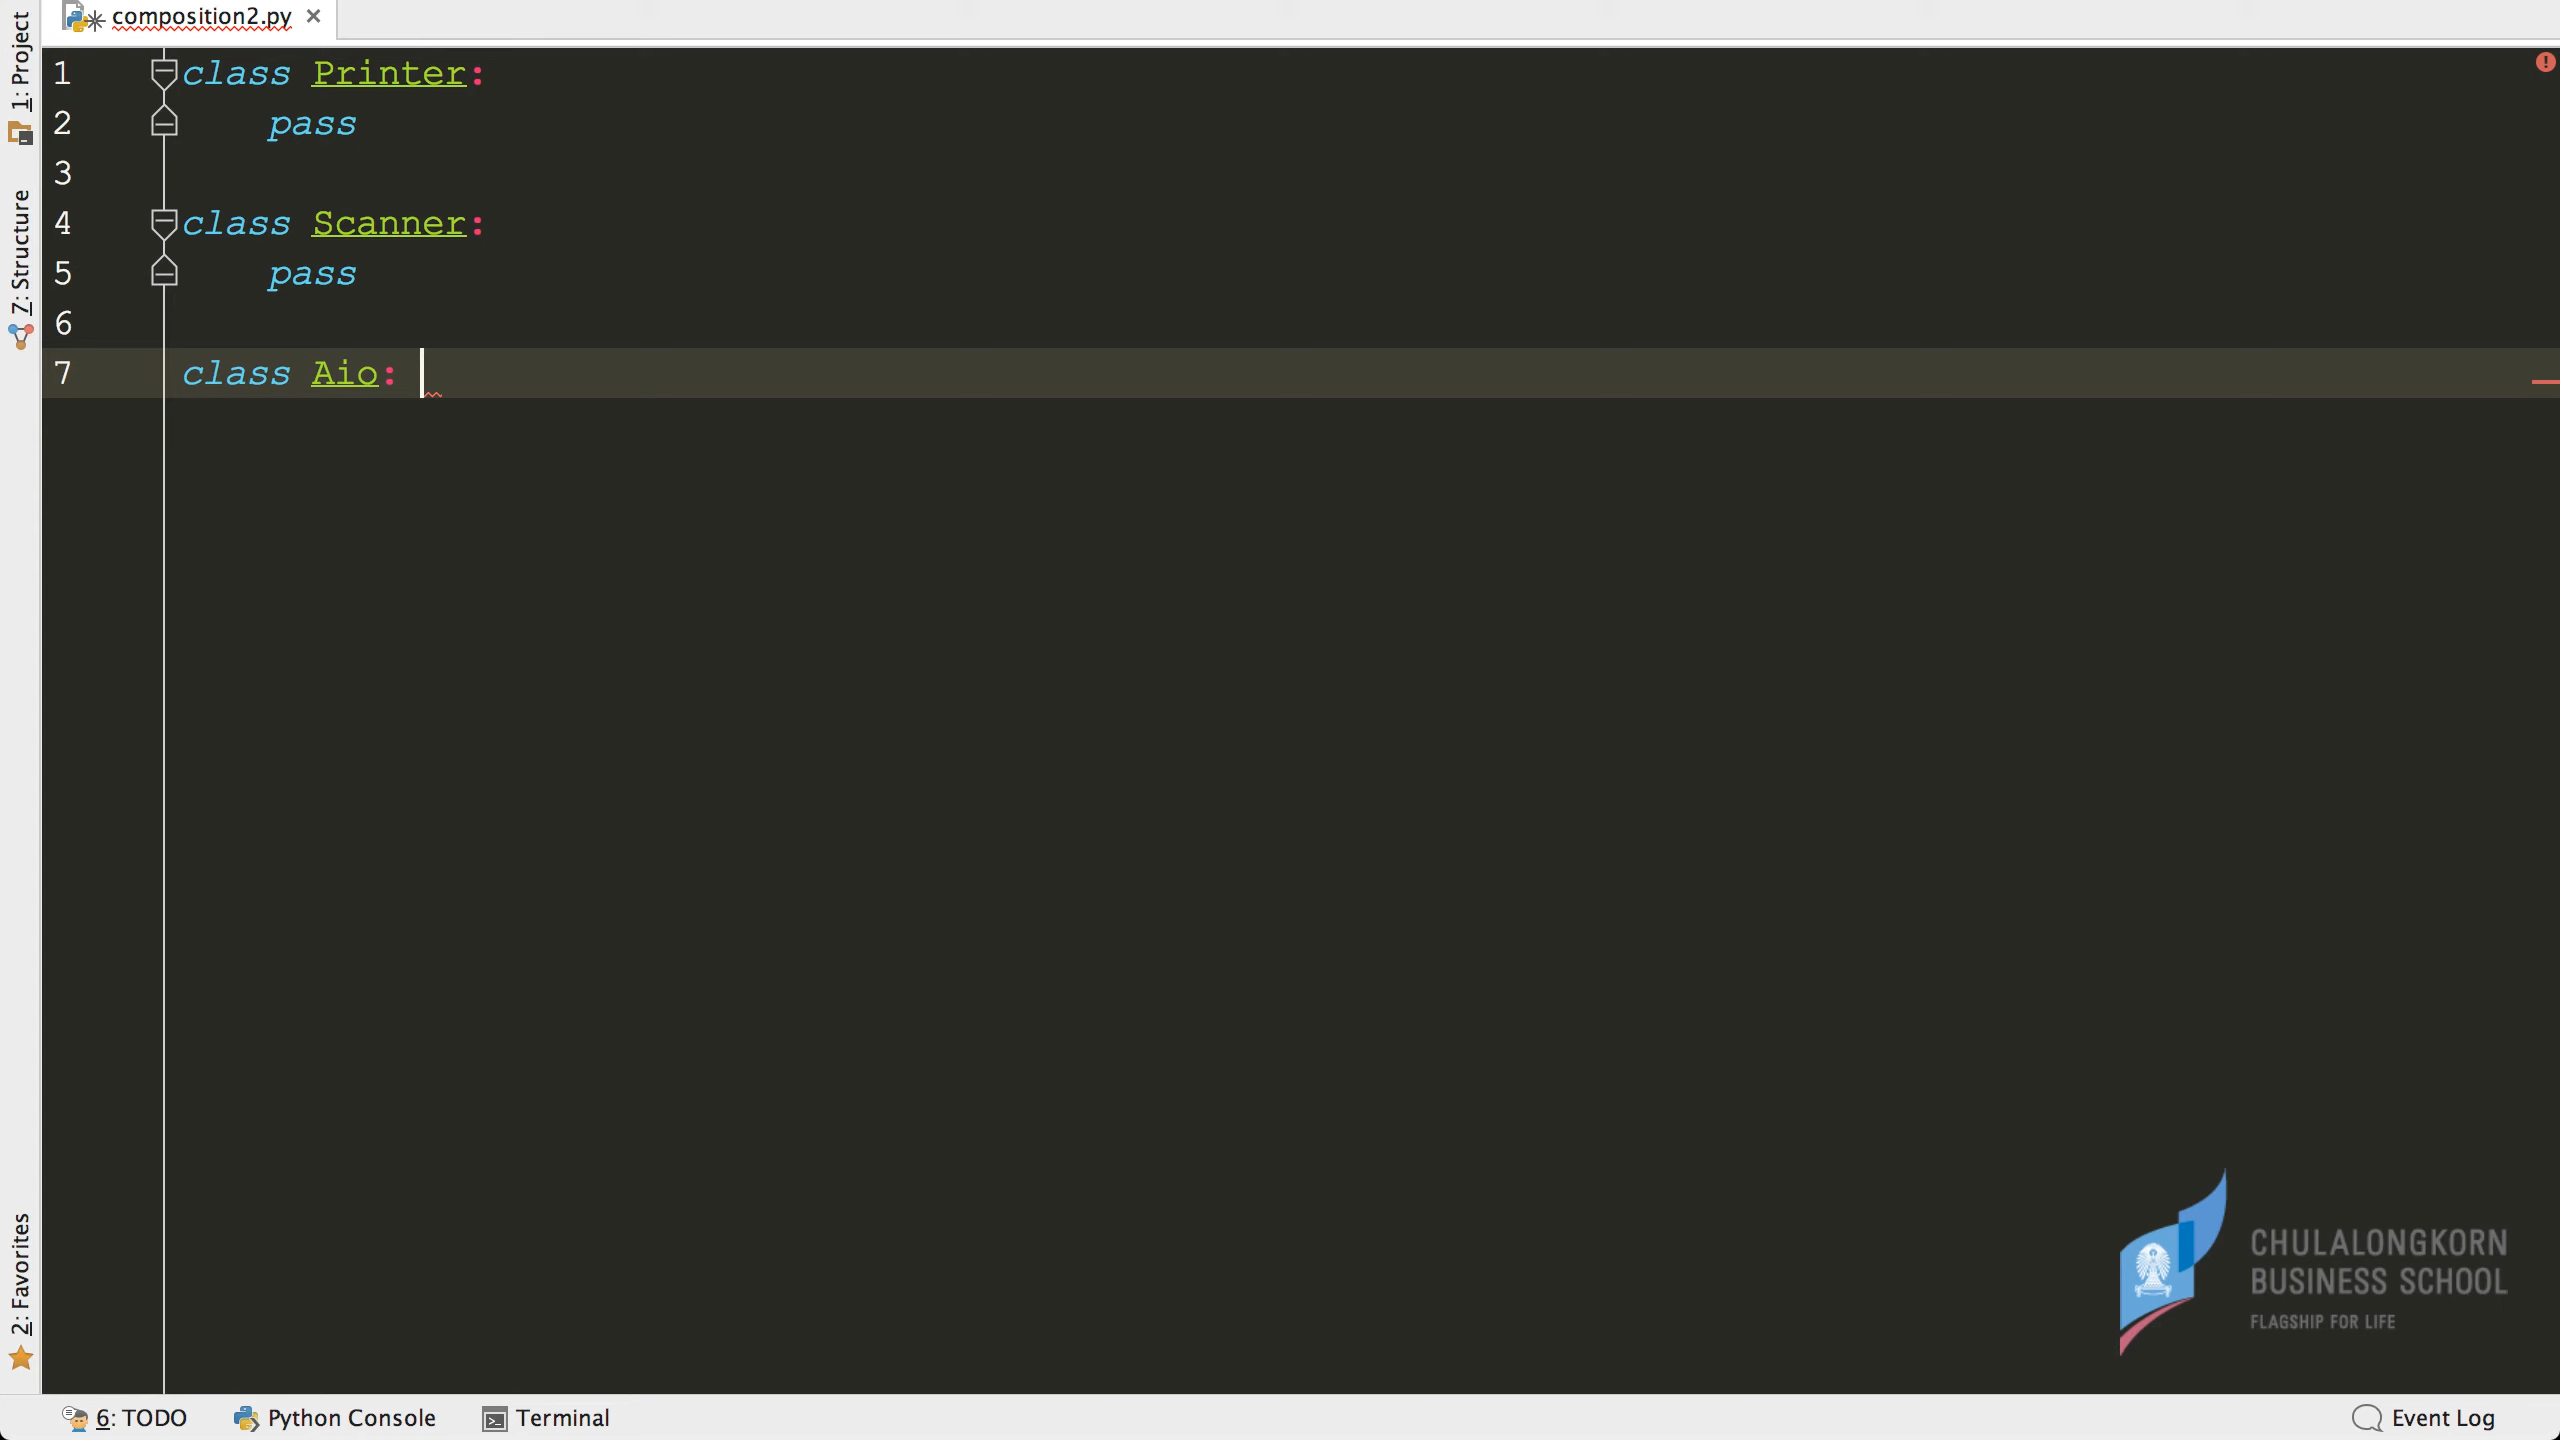 composition2.py
1: Project
7: Structure
2: Favorites
1 class Printer:
2 pass
3
4 class Scanner:
5 pass
6
7 class Aio:
CHULALONGKORN
BUSINESS SCHOOL
FLAGSHIP FOR LIFE
6: TODO Python Console Terminal Event Log